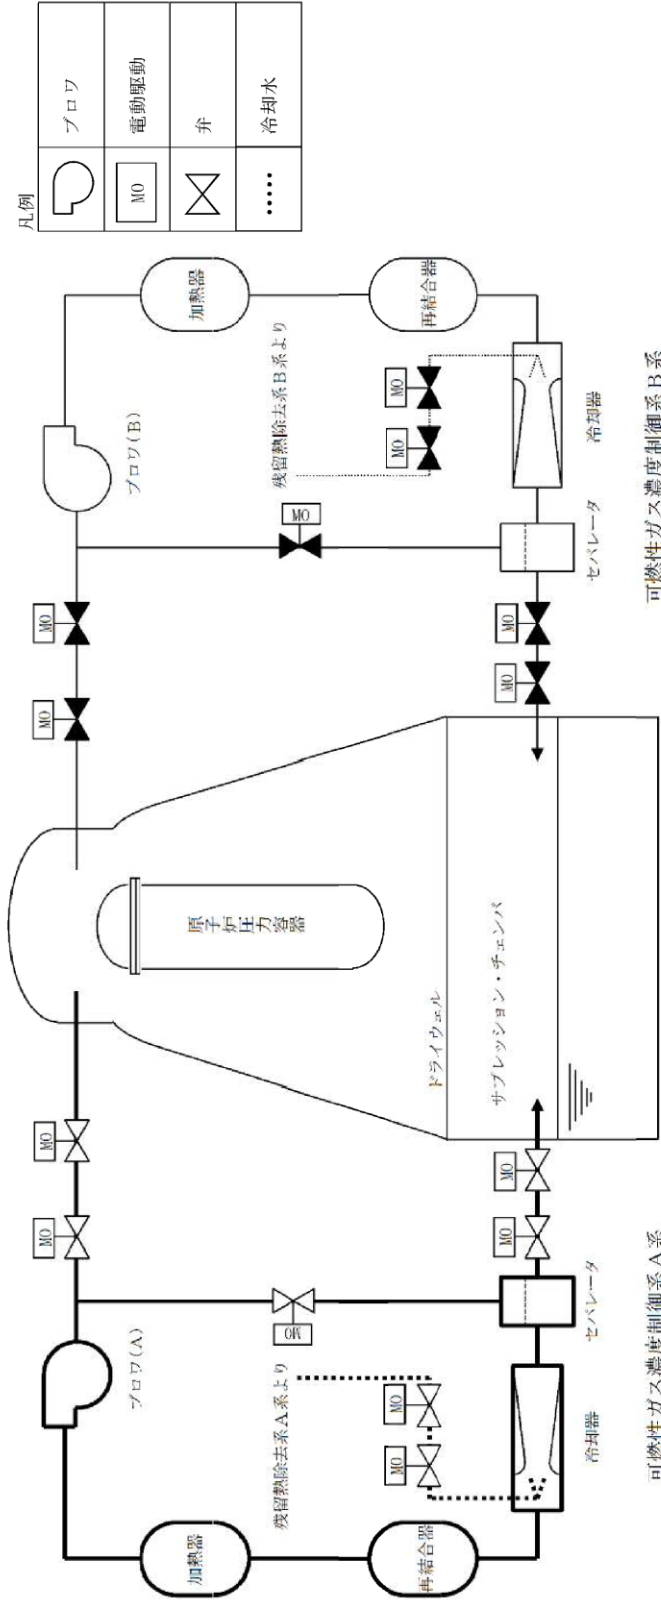 凡例
ブロワ
MO
電動駆動
弁
冷却水
ブロワ(A)
MO
MO
MO
MO
ブロワ(B)
加熱器
残留熱除去系A系より
MO
MO
MO
原子炉圧力容器
MO
残留熱除去系B系より
MO
MO
加熱器
再結合器
ドライウェル
再結合器
サプレッション・チェンバ
MO
MO
MO
MO
冷却器
セパレータ
セパレータ
冷却器
可燃性ガス濃度制御系A系
可燃性ガス濃度制御系B系